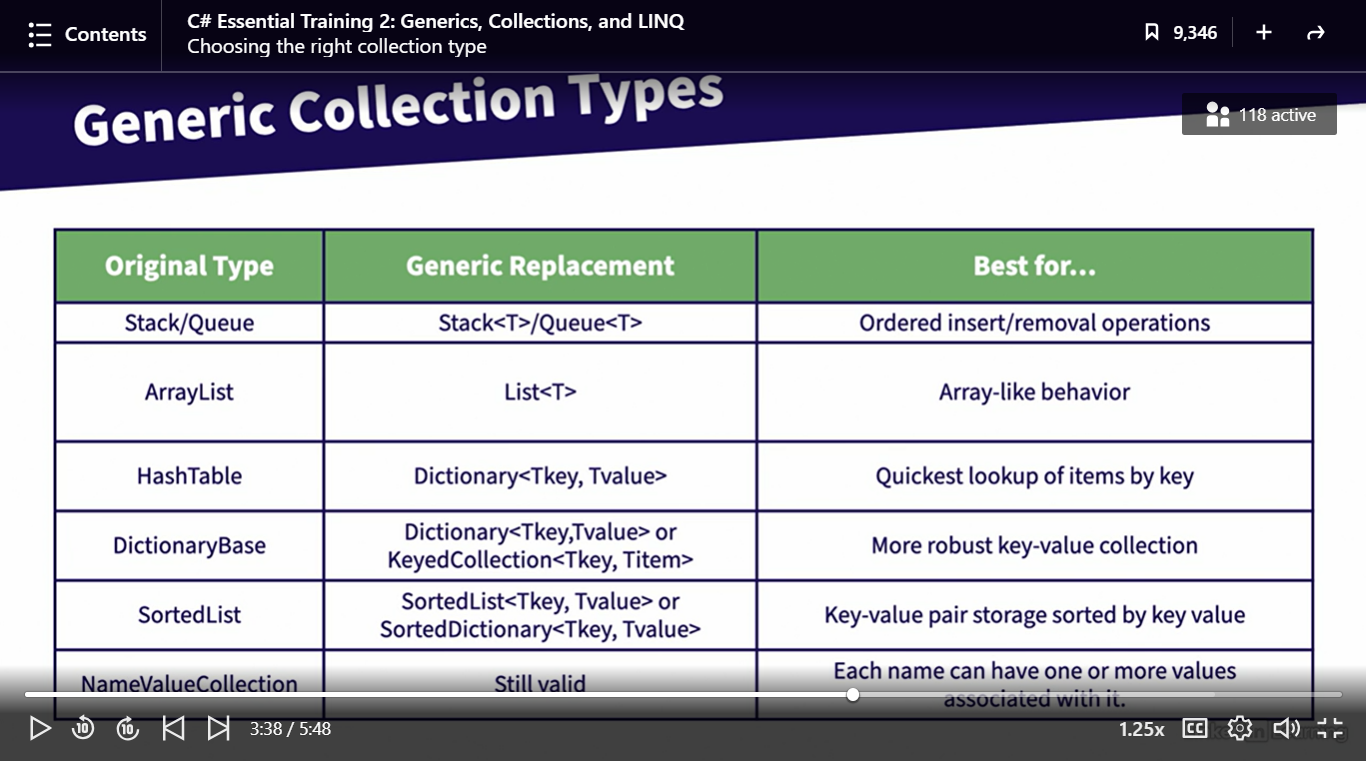 Contents
C# Essential Training 2: Generics, Collections, and LINQ
Choosing the right collection type
9,346
Generic Collection Types
118 active
Original Type
Generic Replacement
Best for...
Stack/Queue
Stack<T>/Queue<T>
Ordered insert/removal operations
ArrayList
List<T>
Array-like behavior
HashTable
Dictionary<Tkey, Tvalue>
Quickest lookup of items by key
DictionaryBase
Dictionary<Tkey,Tvalue> or
KeyedCollection<Tkey, Titem>
More robust key-value collection
SortedList
SortedList<Tkey, Tvalue> or
SortedDictionary<Tkey, Tvalue>
Key-value pair storage sorted by key value
NameValueCollection
Still valid
Each name can have one or more values
associated with it.
10
10
3:38 / 5:48
1.25x
CC